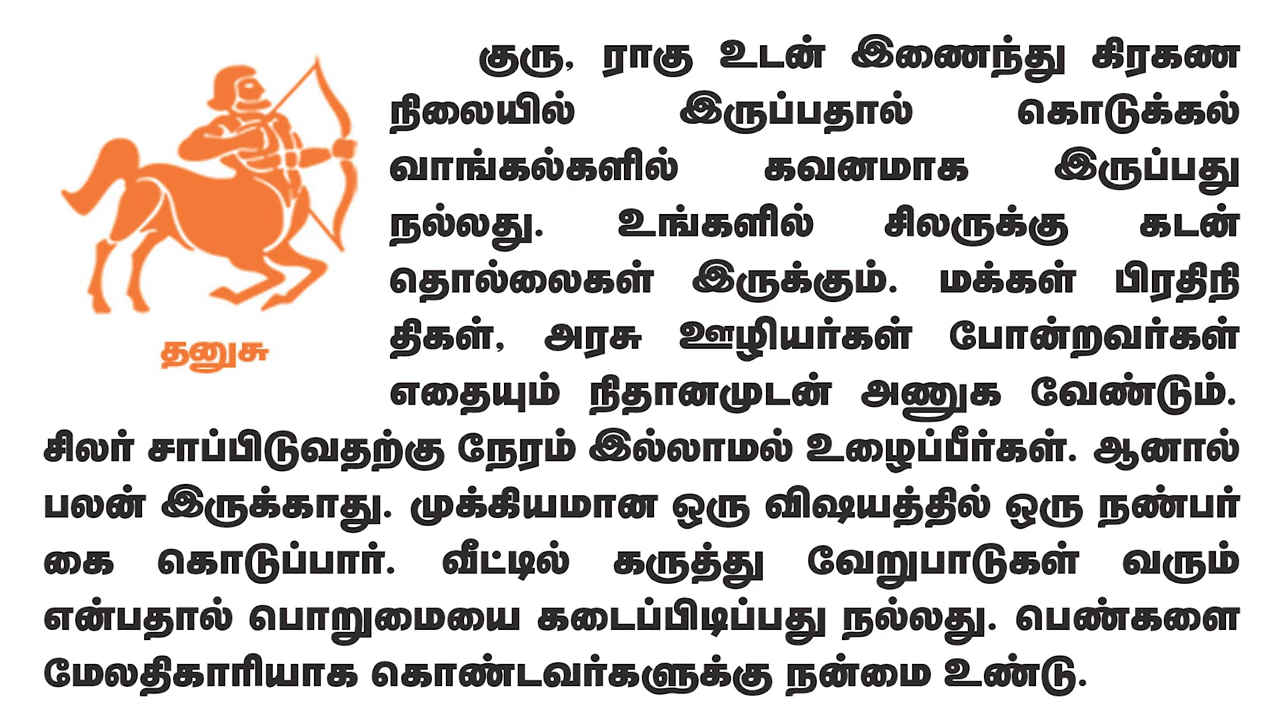 குரு, ராகு உடன் இணைந்து கிரகண
நிலையில் இருப்பதால் கொடுக்கல்
வாங்கல்களில் கவனமாக இருப்பது
நல்லது. உங்களில் சிலருக்கு கடன்
தொல்லைகள் இருக்கும். மக்கள் பிரதிநி
திகள், அரசு ஊழியர்கள் போன்றவர்கள்
எதையும் நிதானமுடன் அணுக வேண்டும்.
சிலர் சாப்பிடுவதற்கு நேரம் இல்லாமல் உழைப்பீர்கள். ஆனால்
பலன் இருக்காது. முக்கியமான ஒரு விஷயத்தில் ஒரு நண்பர்
கை கொடுப்பார். வீட்டில் கருத்து வேறுபாடுகள் வரும்
என்பதால் பொறுமையை கடைப்பிடிப்பது நல்லது. பெண்களை
மேலதிகாரியாக கொண்டவர்களுக்கு நன்மை உண்டு.
தனுசு